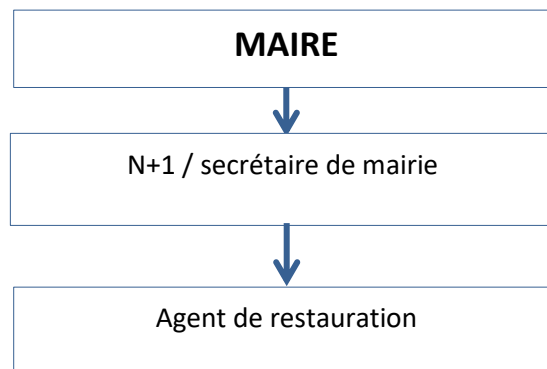 MAIRE
N+1 / secrétaire de mairie
Agent de restauration